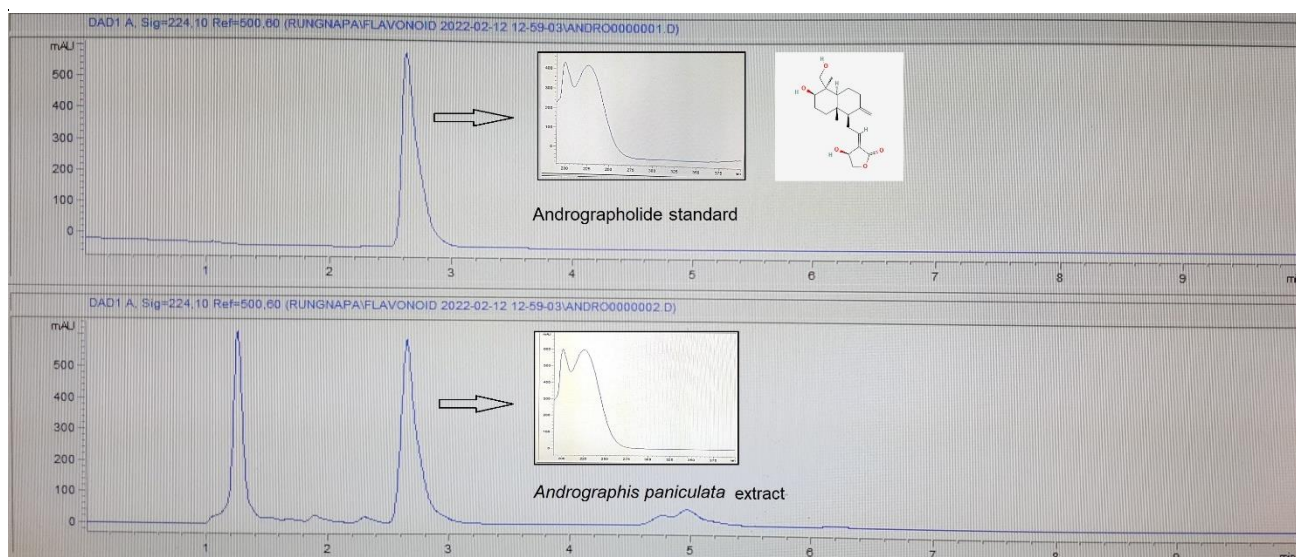 DAD1 A, Sig=224,10 Ref=500,60 (RUNGNAPA\FLAVONOID 2022-02-12 12-59-03\ANDRO0000001.D)
mAU
500
400
300
200
100
0
1 2 3 4 5 6 7 8 9
H
O
H
O
H
O
H
O
H
O
Andrographolide standard
DAD1 A, Sig=224,10 Ref=500,60 (RUNGNAPA\FLAVONOID 2022-02-12 12-59-03\ANDRO0000002.D)
mAU
500
400
300
200
100
0
1 2 3 4 5 6 7 8 9
Andrographis paniculata extract